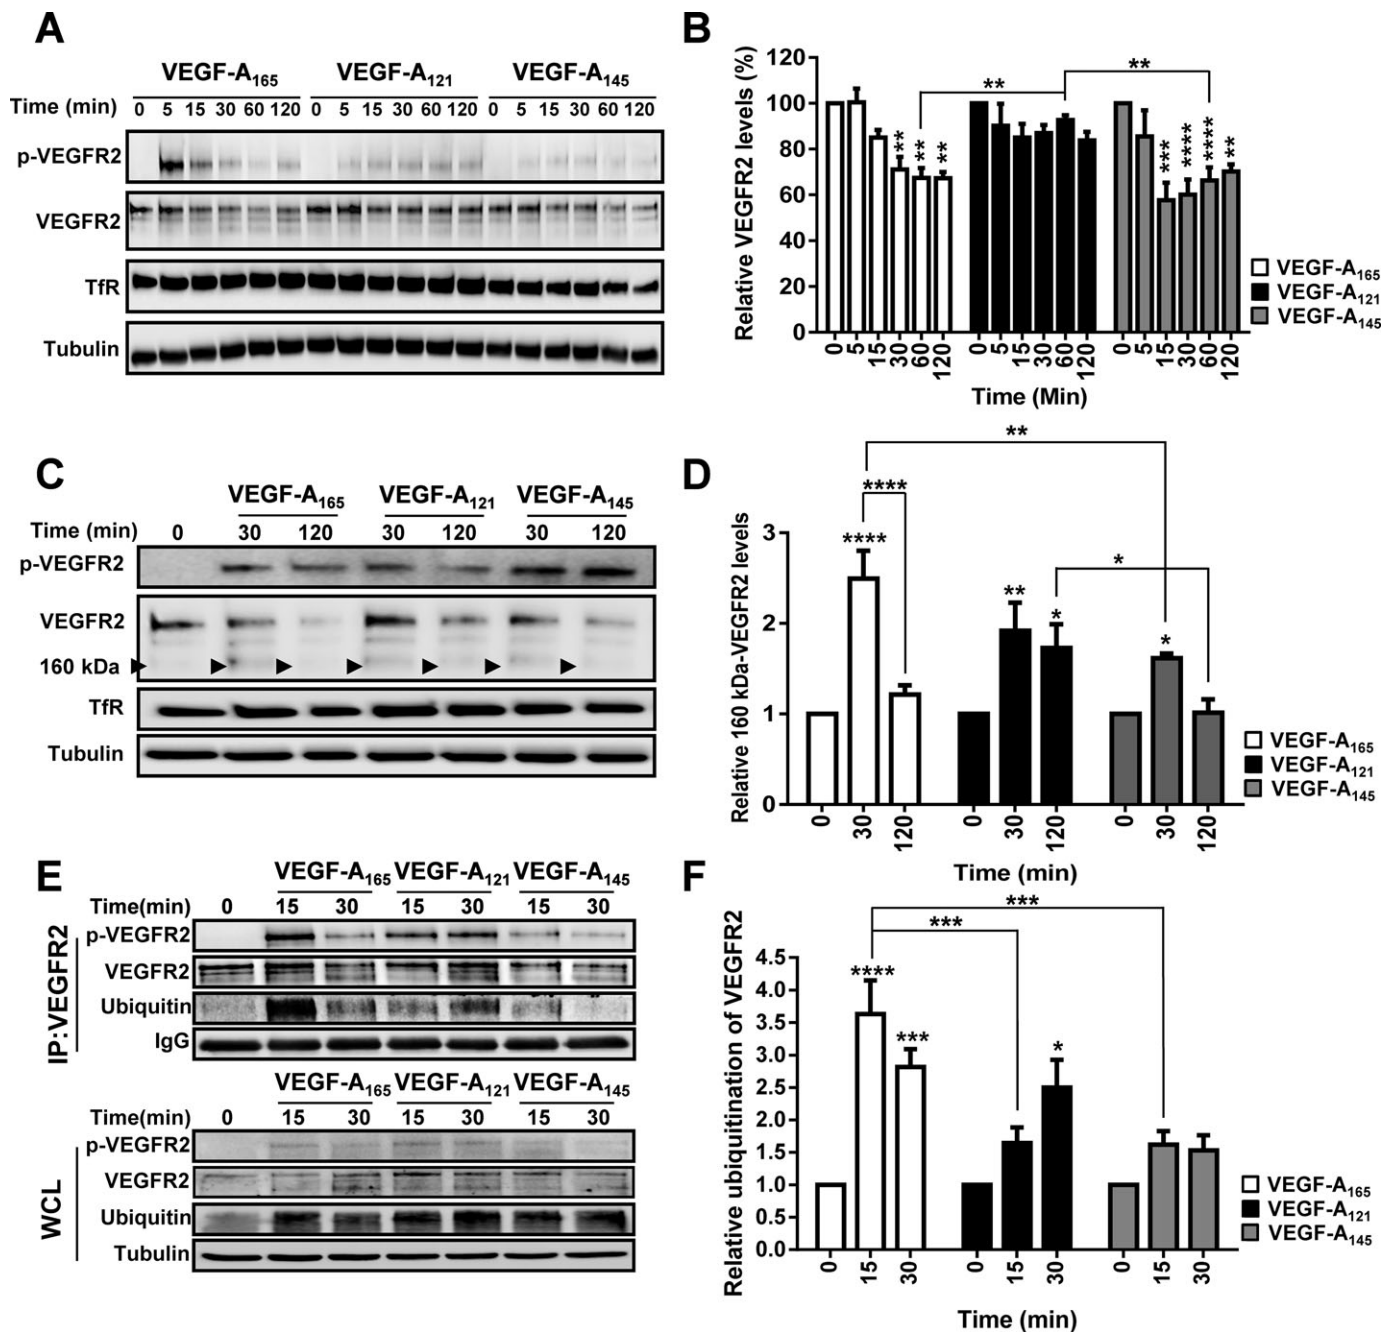 A
VEGF-A165 VEGF-A121 VEGF-A145
Time (min) 0 5 15 30 60 120 0 5 15 30 60 120 0 5 15 30 60 120
p-VEGFR2
VEGFR2
TfR
Tubulin
B
Relative VEGFR2 levels (%)
120
100
80
60
40
20
0
** **
** ** ** *** **** **** **
0 5 15 30 60 120 0 5 15 30 60 120 0 5 15 30 60 120
Time (Min)
VEGF-A165
VEGF-A121
VEGF-A145
C
VEGF-A165 VEGF-A121 VEGF-A145
Time (min) 0 30 120 30 120 30 120
p-VEGFR2
VEGFR2
160 kDa
TfR
Tubulin
D
Relative 160 kDa-VEGFR2 levels
3
2
1
0
**
****
**** ** * * *
0 30 120 0 30 120 0 30 120
Time (min)
VEGF-A165
VEGF-A121
VEGF-A145
E
IP:VEGFR2
VEGF-A165 VEGF-A121 VEGF-A145
Time(min) 0 15 30 15 30 15 30
p-VEGFR2
VEGFR2
Ubiquitin
IgG
WCL
VEGF-A165 VEGF-A121 VEGF-A145
Time(min) 0 15 30 15 30 15 30
p-VEGFR2
VEGFR2
Ubiquitin
Tubulin
F
Relative ubiquitination of VEGFR2
4.5
4.0
3.5
3.0
2.5
2.0
1.5
1.0
0.5
0.0
***
***
**** *** *
0 15 30 0 15 30 0 15 30
Time (min)
VEGF-A165
VEGF-A121
VEGF-A145